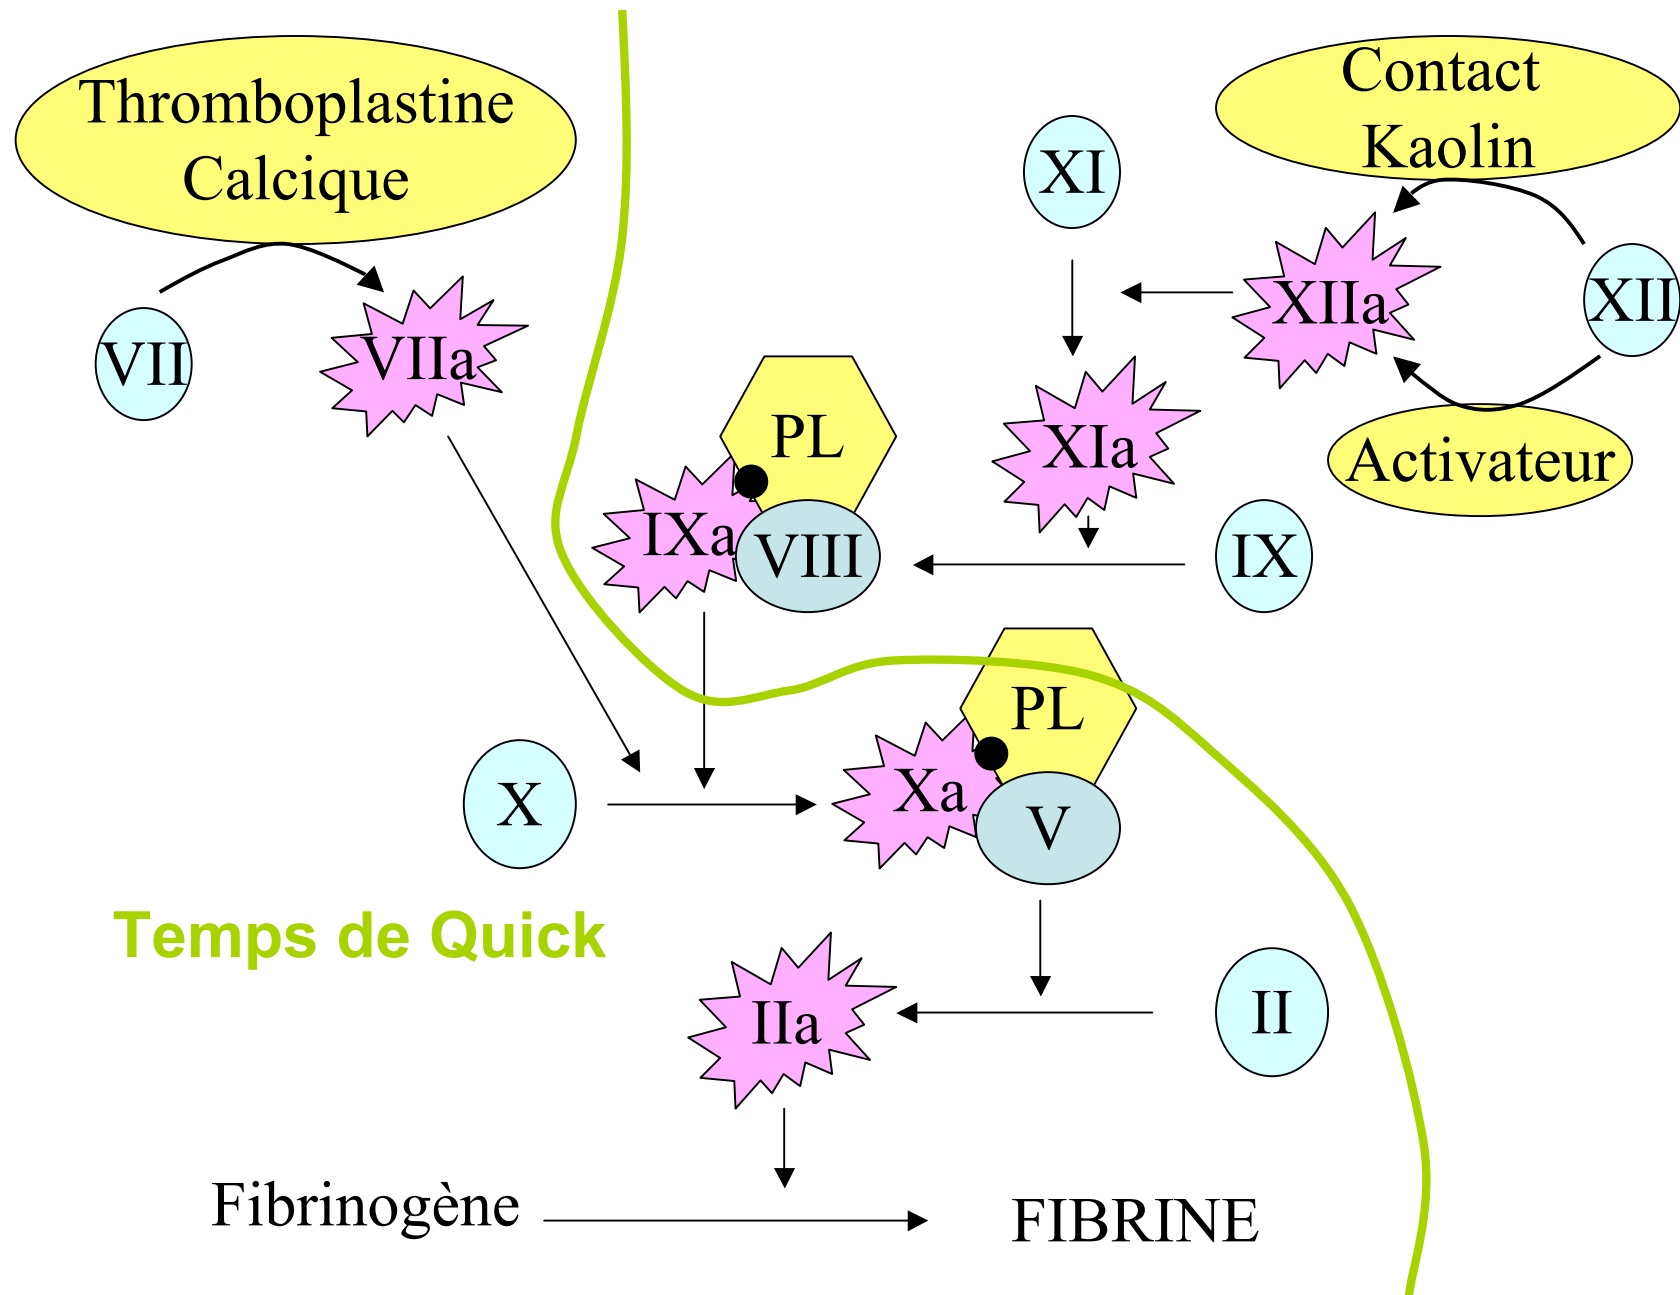 Thromboplastine
Calcique
Contact
Kaolin
XI
XII
XIIa
VII
VIIa
PL
XIa
Activateur
IXa
VIII
IX
PL
X
Xa
V
Temps de Quick
IIa
II
Fibrinogène
FIBRINE